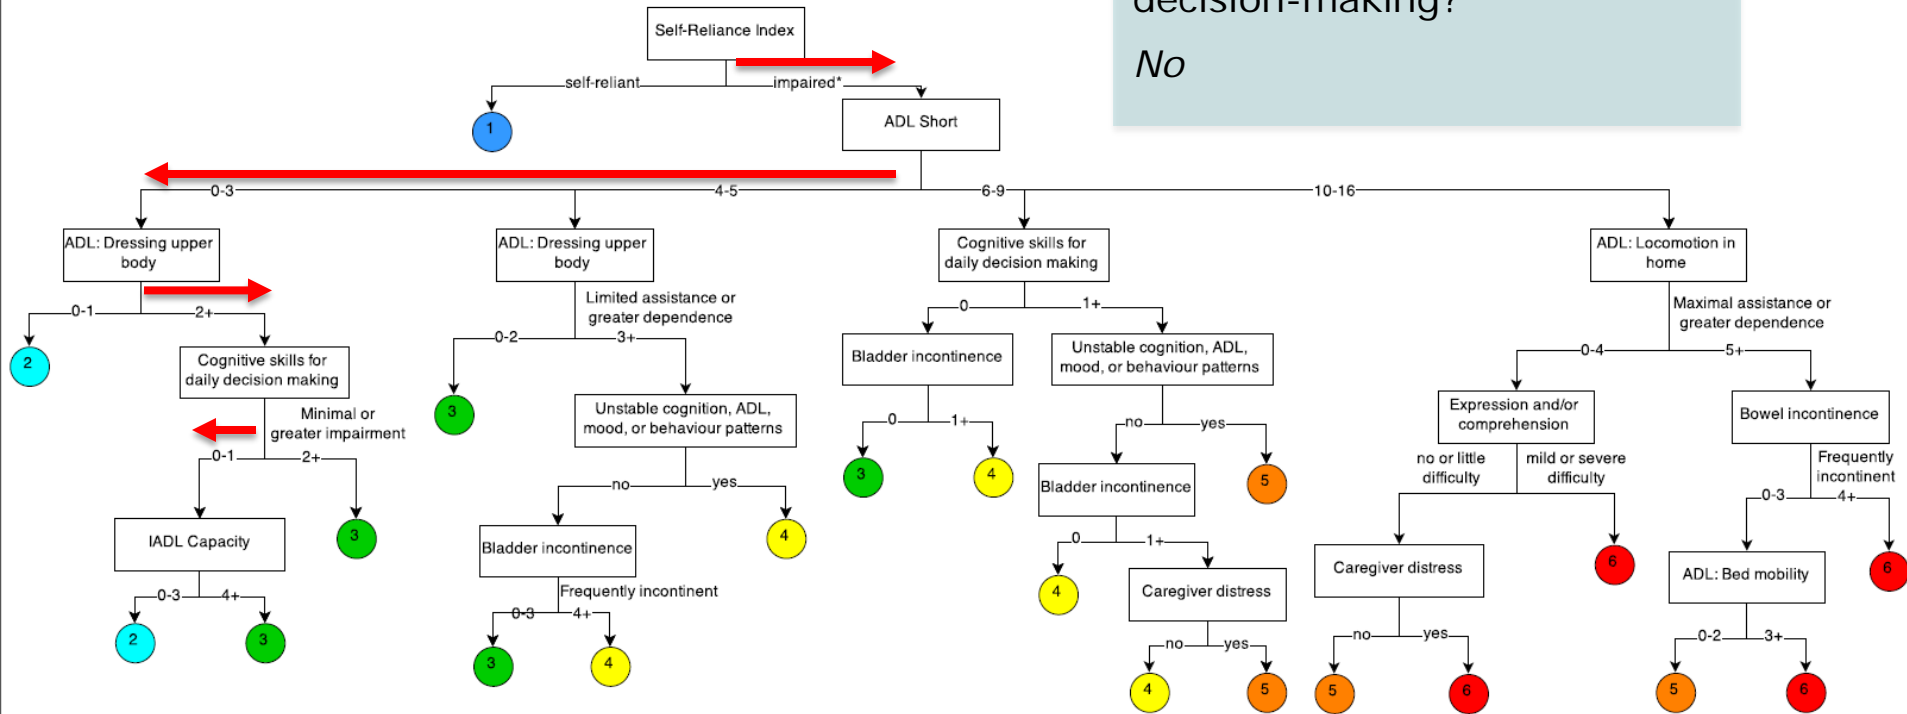 decision-making?
No
Self-Reliance Index
self-reliant
impaired*
1
ADL Short
0-3
4-5
6-9
10-16
ADL: Dressing upper
body
ADL: Dressing upper
body
Cognitive skills for
daily decision making
ADL: Locomotion in
home
0-1
2+
Limited assistance or
greater dependence
0-2
3+
0
1+
Maximal assistance or
greater dependence
0-4
5+
2
Cognitive skills for
daily decision making
3
Unstable cognition, ADL,
mood, or behaviour patterns
Bladder incontinence
Unstable cognition, ADL,
mood, or behaviour patterns
Expression and/or
comprehension
Bowel incontinence
Minimal or
greater impairment
0-1
2+
no
yes
0
1+
no
yes
no or little
difficulty
mild or severe
difficulty
Frequently
incontinent
0-3
4+
IADL Capacity
3
Bladder incontinence
4
3
4
Bladder incontinence
5
Caregiver distress
6
ADL: Bed mobility
6
0-3
4+
Frequently incontinent
0-3
4+
0
1+
4
Caregiver distress
no
yes
no
yes
0-2
3+
2
3
3
4
4
5
5
6
5
6